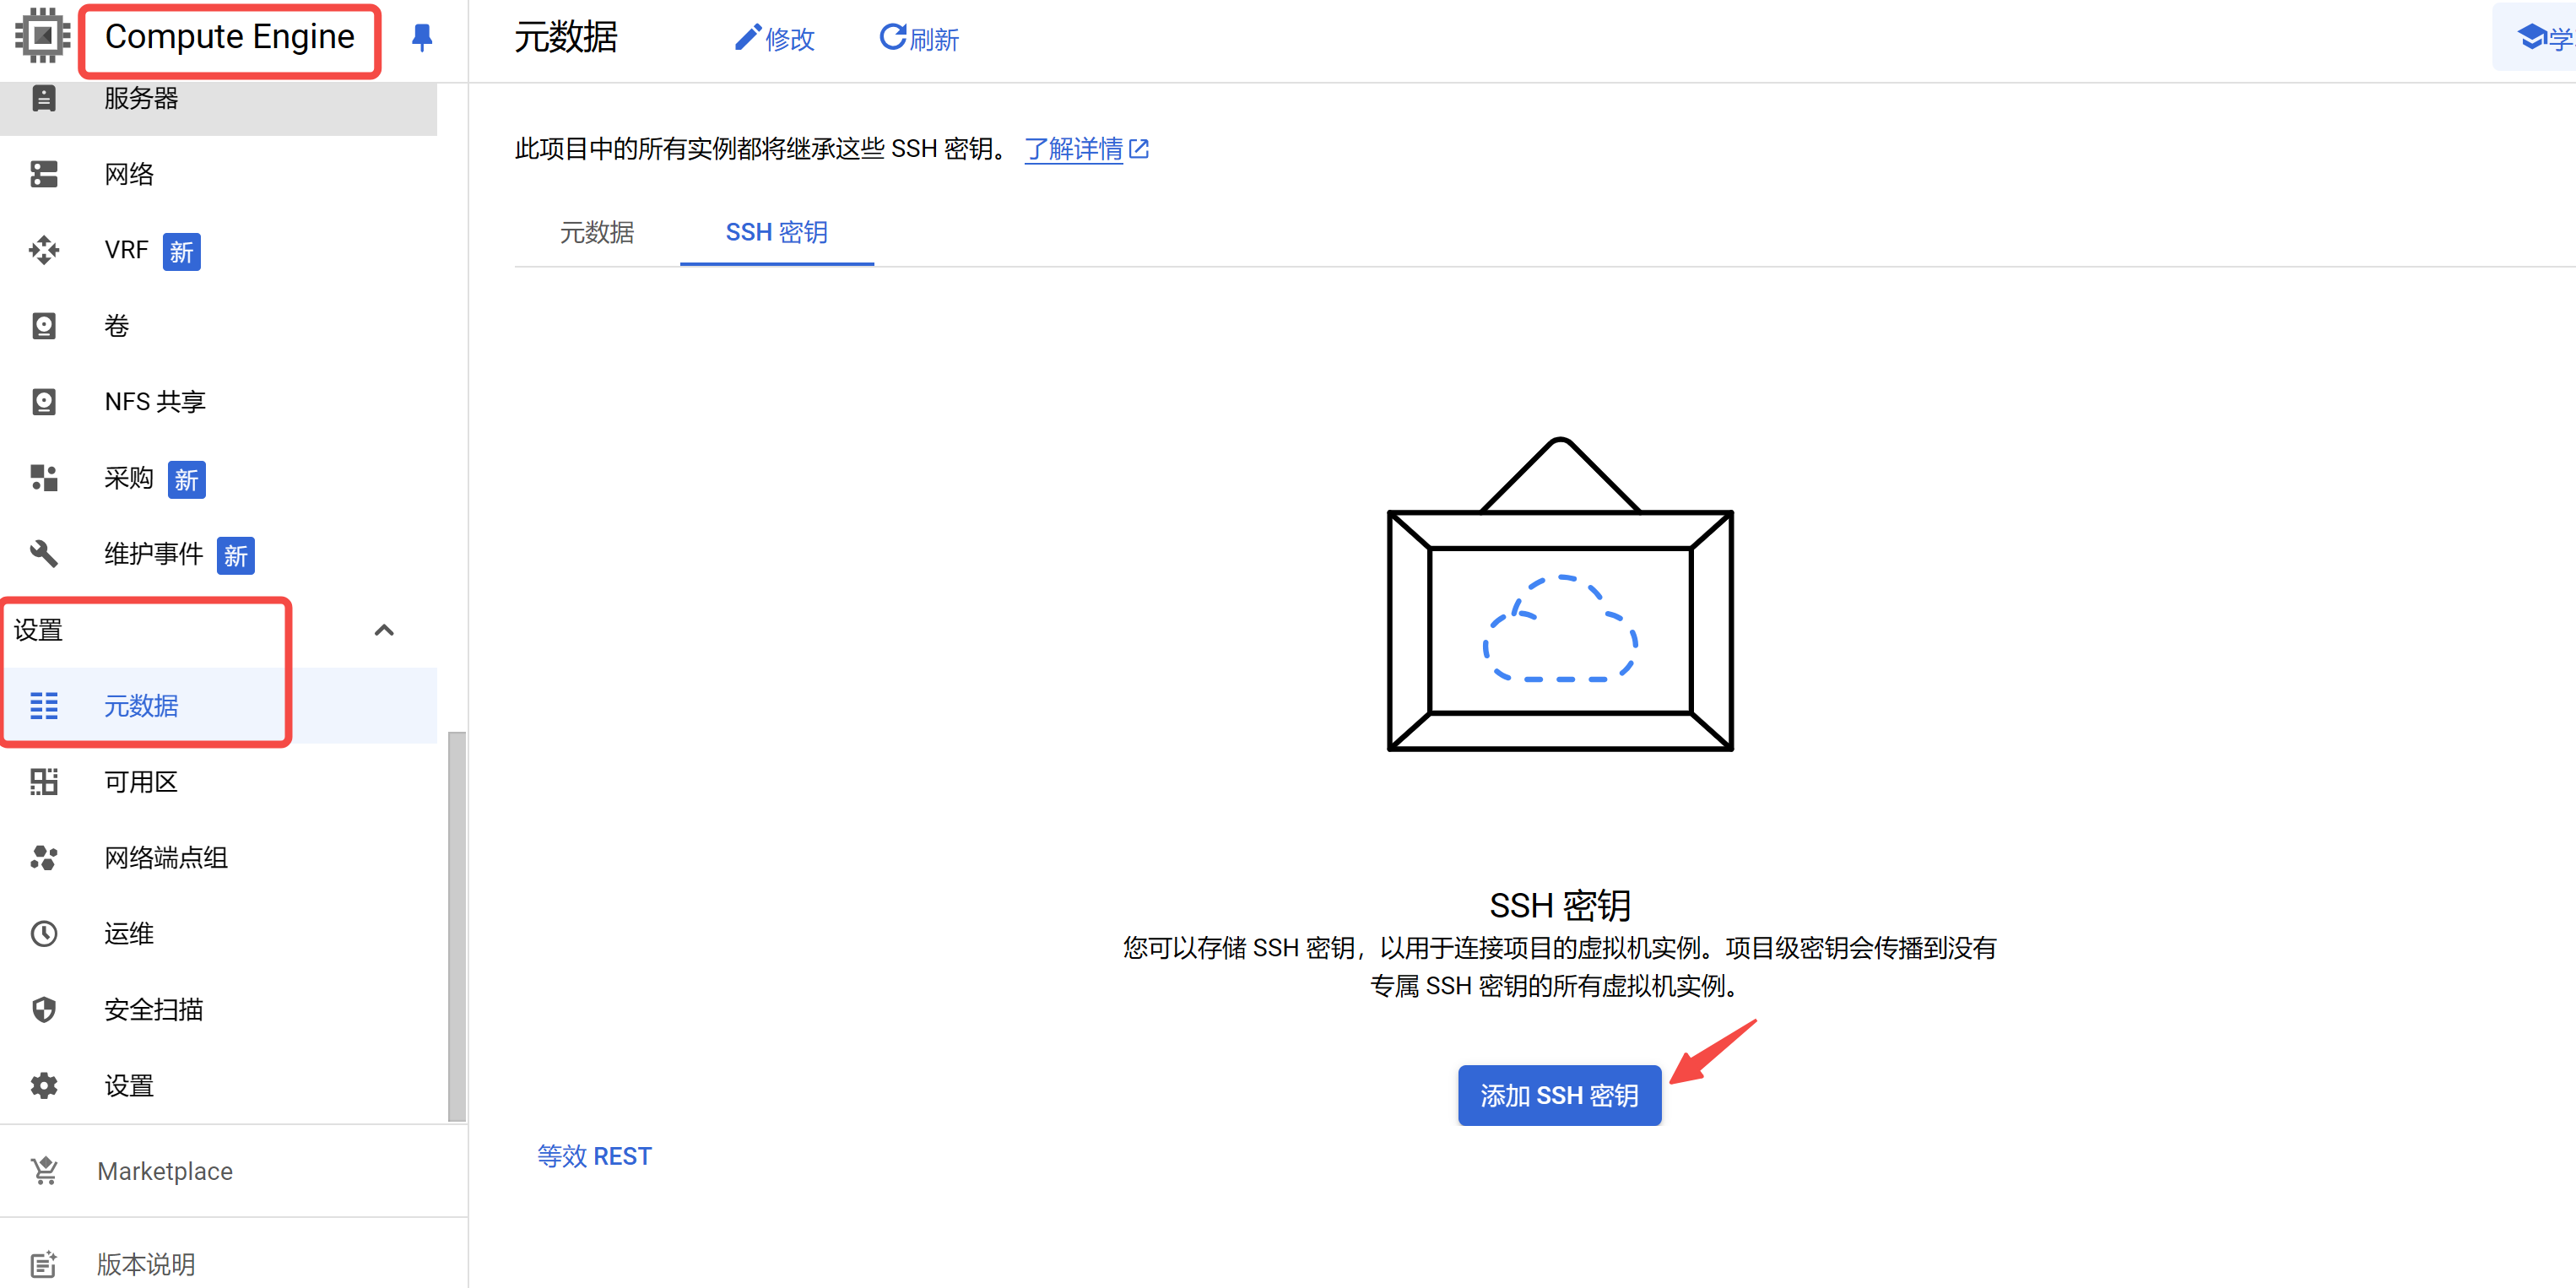 Compute Engine
服务器
网络
VRF 新
卷
NFS 共享
采购 新
维护事件 新
设置
元数据
可用区
网络端点组
运维
安全扫描
设置
Marketplace
版本说明
元数据
修改
刷新
学
此项目中的所有实例都将继承这些 SSH 密钥。 了解详情
元数据
SSH 密钥
SSH 密钥
您可以存储 SSH 密钥，以用于连接项目的虚拟机实例。项目级密钥会传播到没有
专属 SSH 密钥的所有虚拟机实例。
添加 SSH 密钥
等效 REST